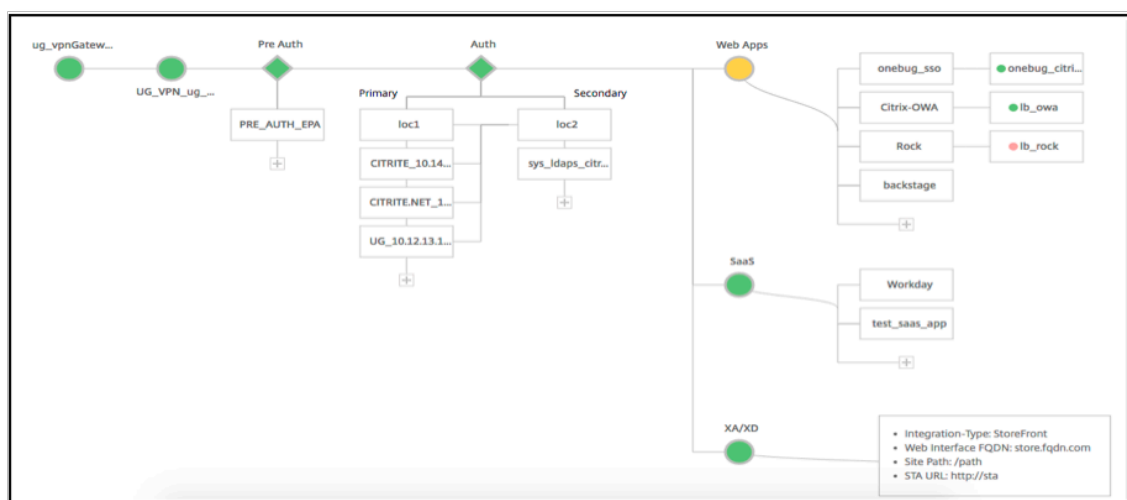 ug_vpnGatew...
UG_VPN_ug_...
Pre Auth
PRE_AUTH_EPA
Auth
Primary
Secondary
loc1
CITRITE_10.14...
CITRITE.NET_1...
UG_10.12.13.1...
loc2
sys_ldaps_citr...
Web Apps
onebug_sso
onebug_citri...
Citrix-OWA
lb_owa
Rock
lb_rock
backstage
SaaS
Workday
test_saas_app
XA/XD
• Integration-Type: StoreFront
• Web Interface FQDN: store.fqdn.com
• Site Path: /path
• STA URL: http://sta